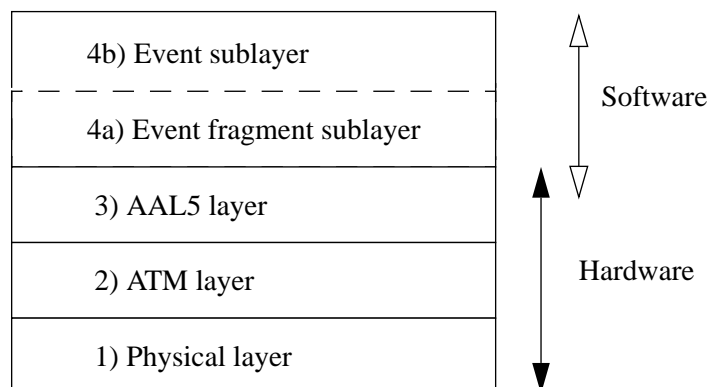 4b) Event sublayer
Software
4a) Event fragment sublayer
3) AAL5 layer
2) ATM layer
Hardware
1) Physical layer